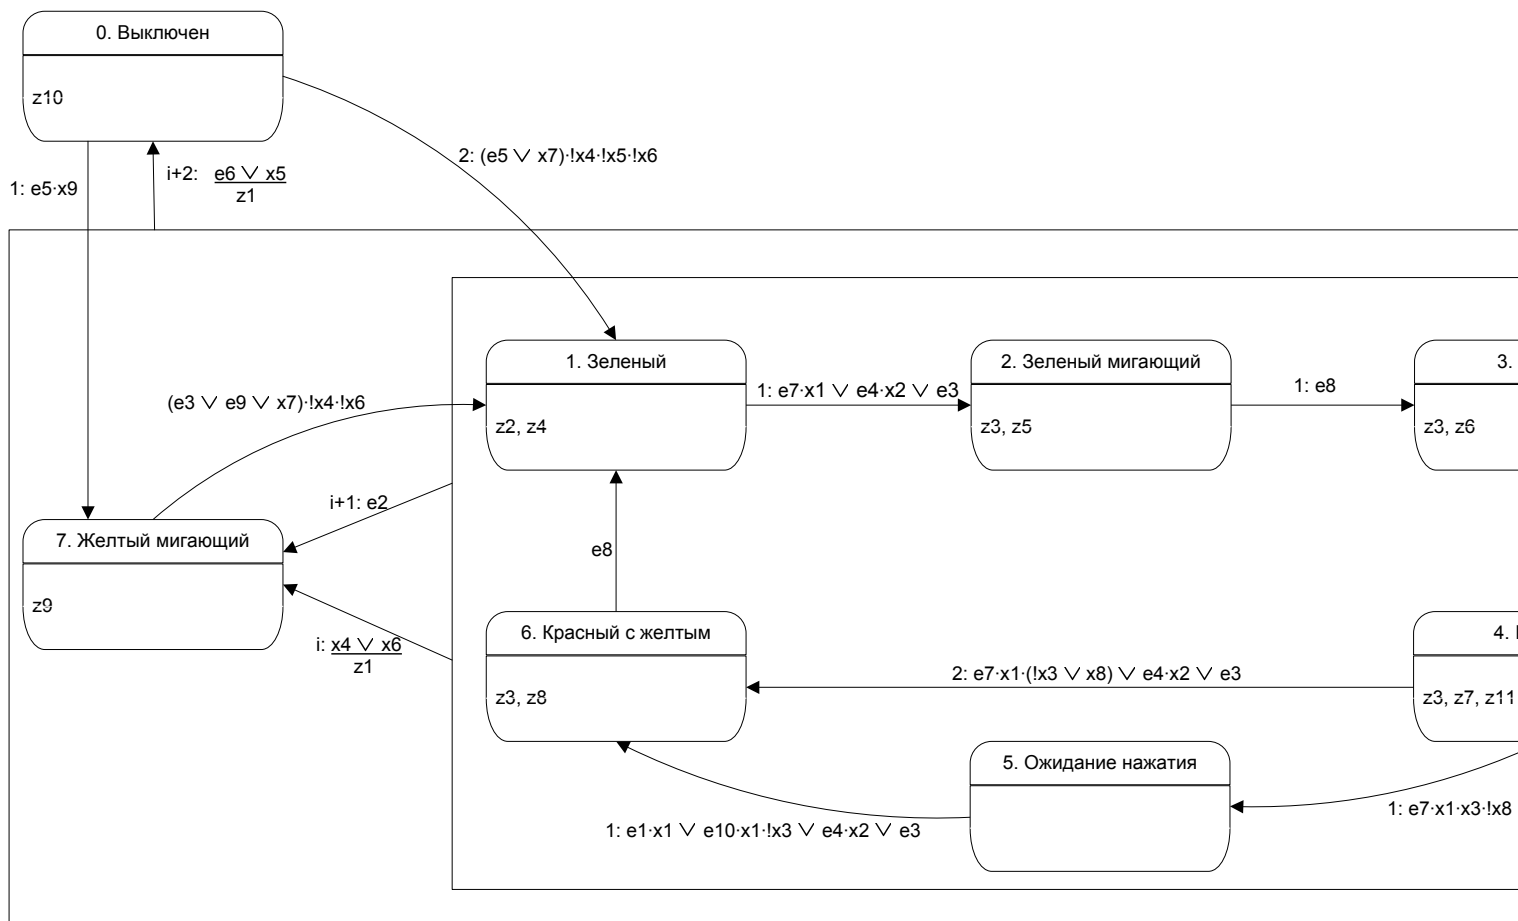 0. Выключен
z10
1: e5·x9
i+2: e6 ∨ x5
z1
2: (e5 ∨ x7)·!x4·!x5·!x6
1. Зеленый
z2, z4
1: e7·x1 ∨ e4·x2 ∨ e3
2. Зеленый мигающий
z3, z5
1: e8
3.
z3, z6
(e3 ∨ e9 ∨ x7)·!x4·!x6
i+1: e2
7. Желтый мигающий
z9
i: x4 ∨ x6
z1
e8
6. Красный с желтым
z3, z8
2: e7·x1·(!x3 ∨ x8) ∨ e4·x2 ∨ e3
4.
z3, z7, z11
5. Ожидание нажатия
1: e7·x1·x3·!x8
1: e1·x1 ∨ e10·x1·!x3 ∨ e4·x2 ∨ e3